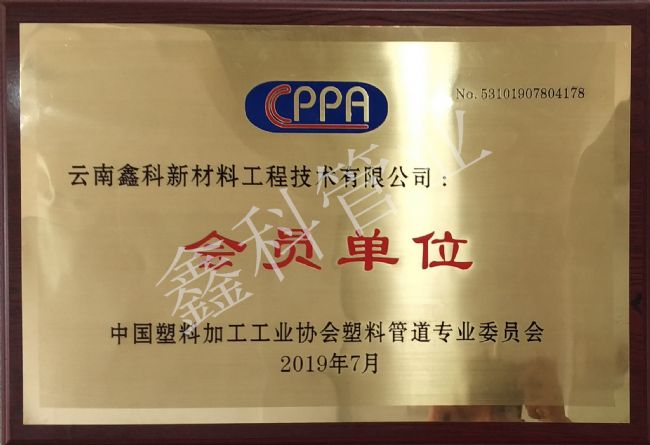 CPPA
No. 53101907804178
云南鑫科新材料工程技术有限公司：
会员单位
中国塑料加工工业协会塑料管道专业委员会
2019年7月
鑫科管业